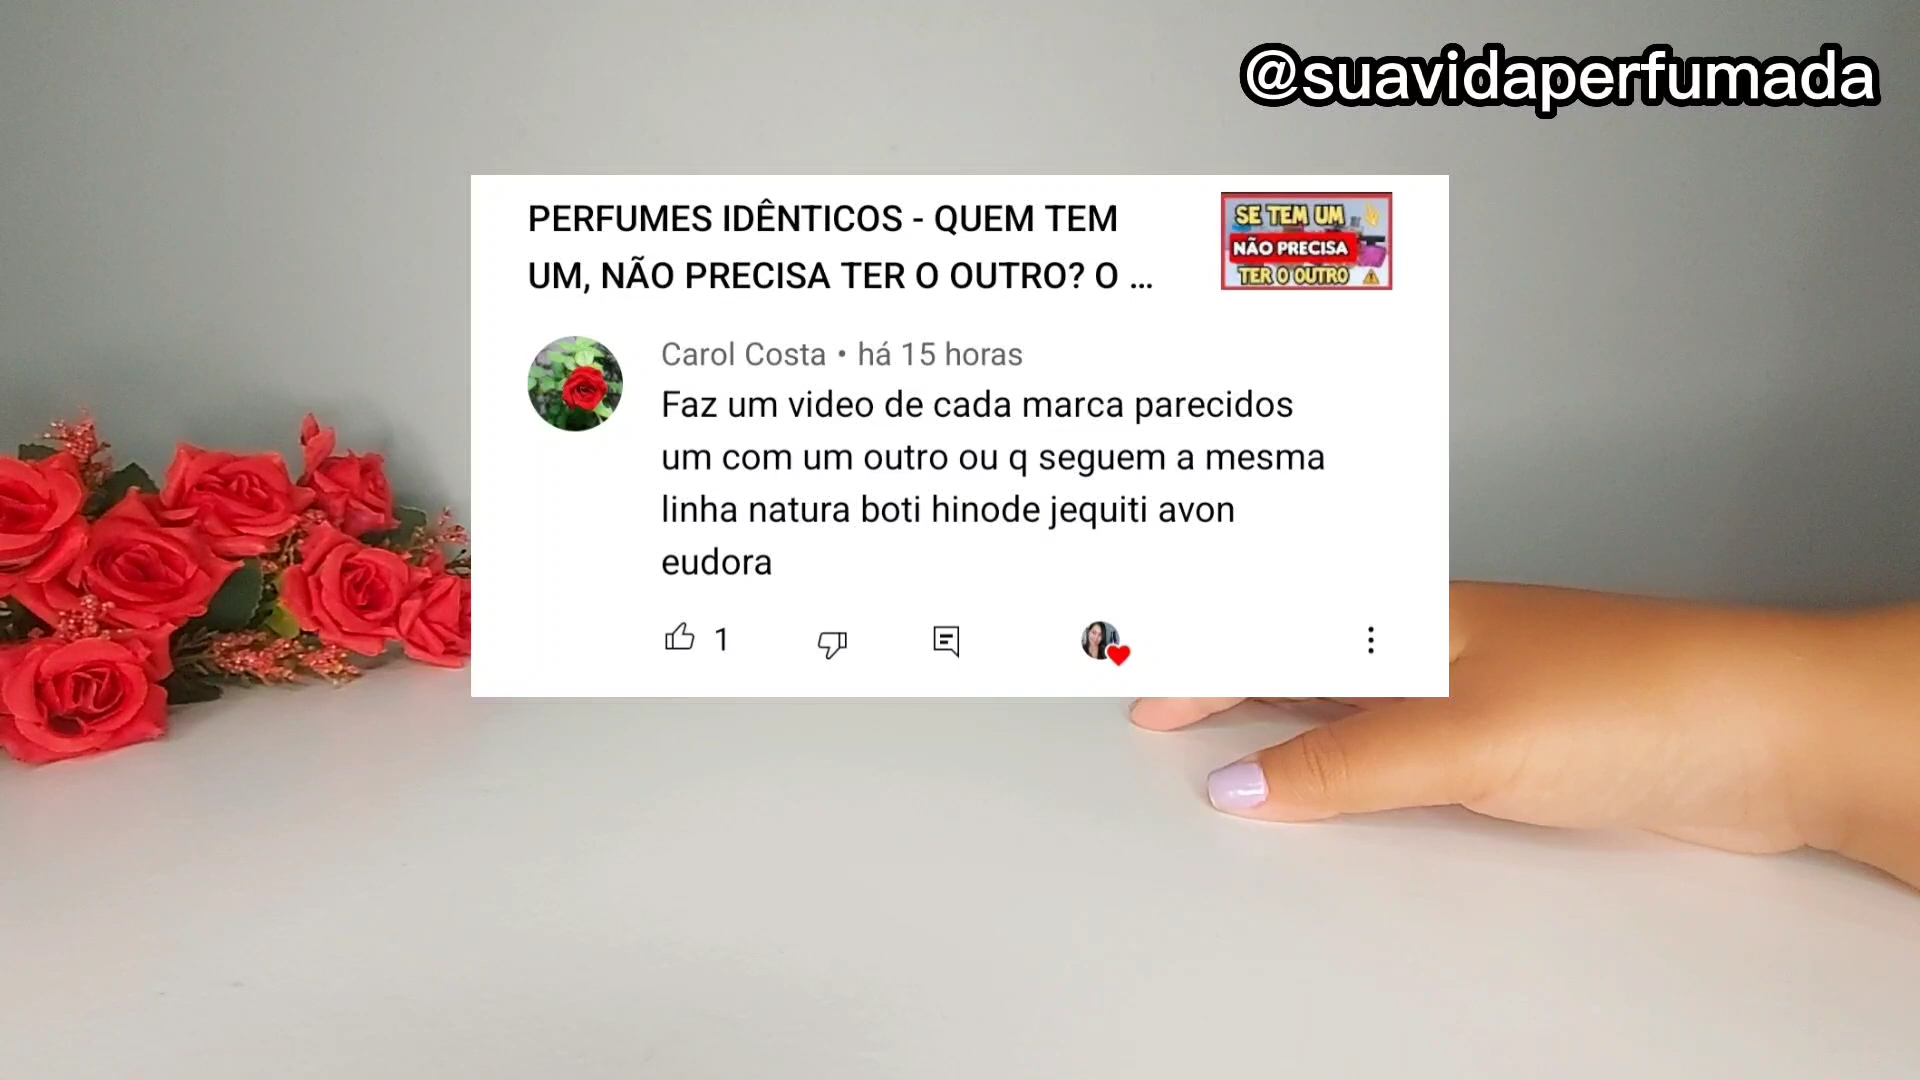 @suavidaperfumada
PERFUMES IDÊNTICOS - QUEM TEM
UM, NÃO PRECISA TER O OUTRO? O ...
SE TEM UM
NÃO PRECISA
TER O OUTRO
Carol Costa • há 15 horas
Faz um video de cada marca parecidos
um com um outro ou q seguem a mesma
linha natura boti hinode jequiti avon
eudora
1